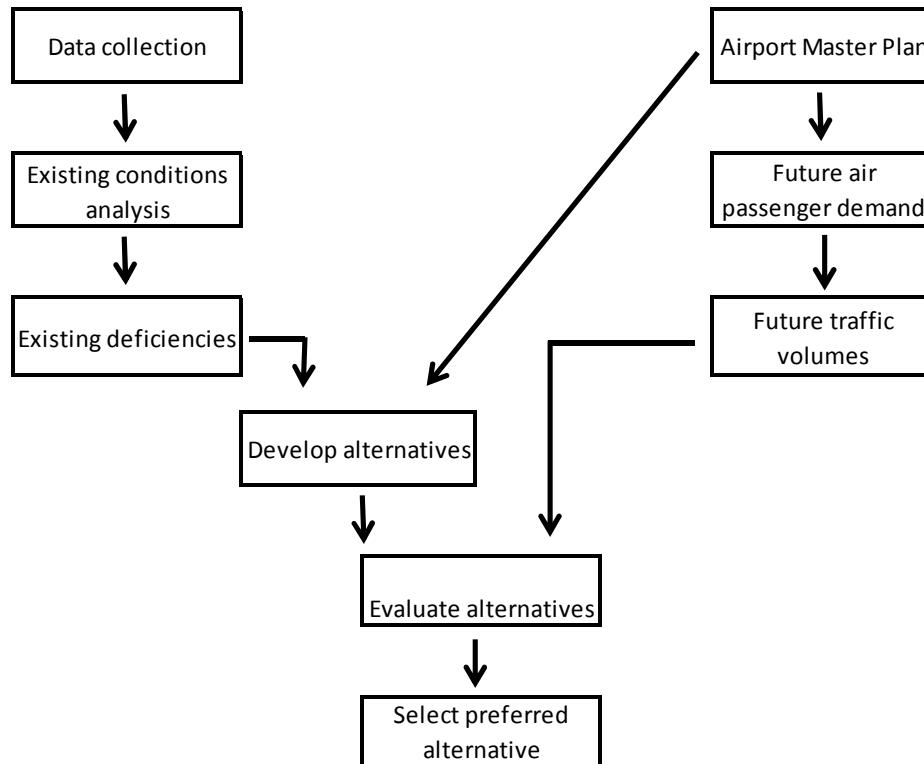 Data collection
Airport Master Plan
Existing conditions
analysis
Future air
passenger demand
Existing deficiencies
Future traffic
volumes
Develop alternatives
Evaluate alternatives
Select preferred
alternative